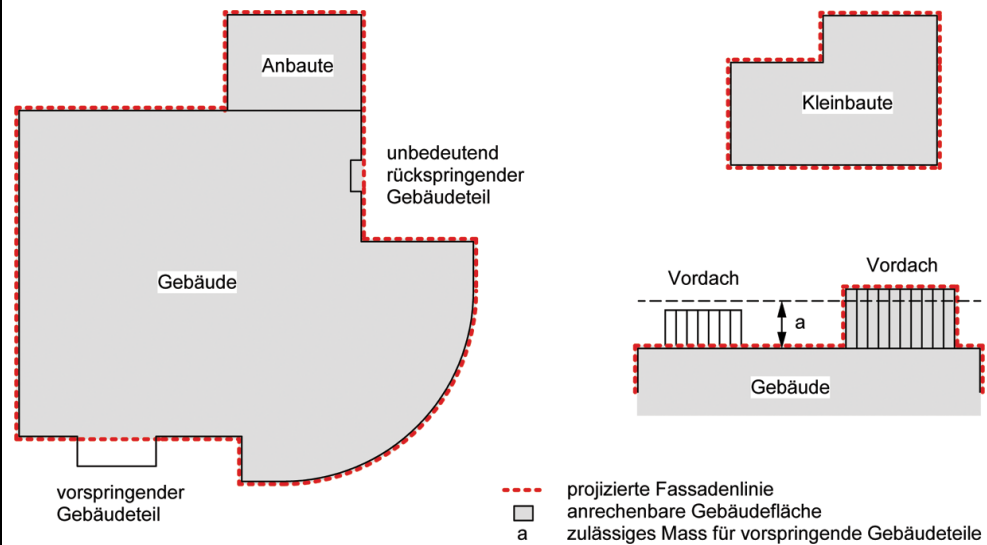 Anbaute
Kleinbaute
unbedeutend
rückspringender
Gebäudeteil
Gebäude
Vordach
Vordach
a
Gebäude
vorspringender
Gebäudeteil
projizierte Fassadenlinie
anrechenbare Gebäudefläche
a zulässiges Mass für vorspringende Gebäudeteile